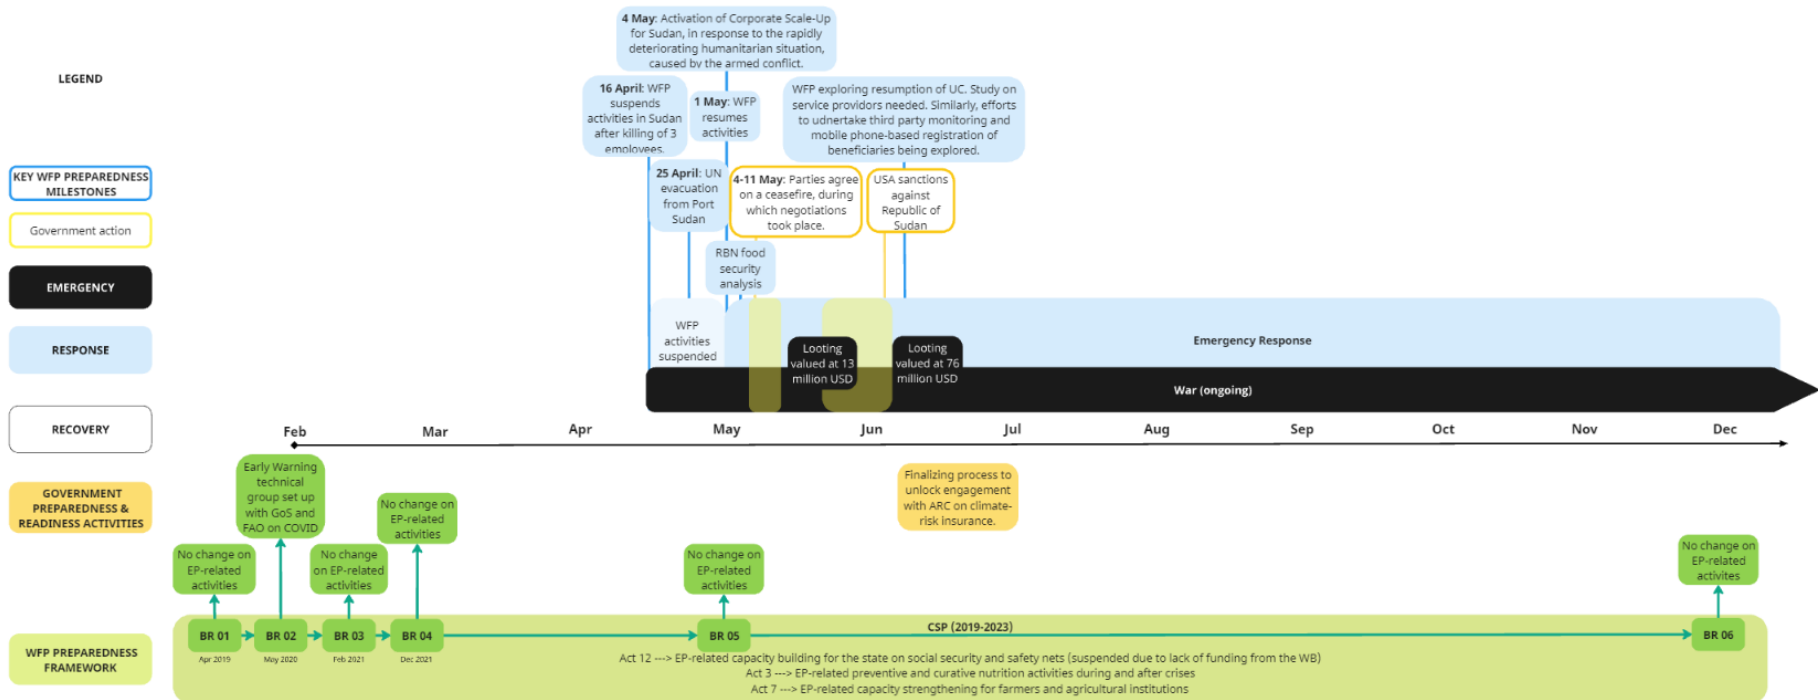 4 May: Activation of Corporate Scale-Up
for Sudan, in response to the rapidly
deteriorating humanitarian situation,
caused by the armed conflict.
LEGEND
16 April: WFP
suspends
activities in Sudan
after killing of 3
employees.
1 May: WFP
resumes
activities
WFP exploring resumption of UC. Study on
service providors needed. Similarly, efforts
to udnertake third party monitoring and
mobile phone-based registration of
beneficiaries being explored.
25 April: UN
evacuation
from Port
Sudan
4-11 May: Parties agree
on a ceasefire, during
which negotiations
took place.
USA sanctions
against
Republic of
Sudan
RBN food
security
analysis
KEY WFP PREPAREDNESS
MILESTONES
Government action
EMERGENCY
RESPONSE
RECOVERY
GOVERNMENT
PREPAREDNESS &
READINESS ACTIVITIES
WFP PREPAREDNESS
FRAMEWORK
WFP
activities
suspended
Emergency Response
Looting
valued at 13
million USD
Looting
valued at 76
million USD
War (ongoing)
Feb Mar Apr May Jun Jul Aug Sep Oct Nov Dec
Early Warning
technical
group set up
with GoS and
FAO on COVID
No change on
EP-related
activities
Finalizing process to
unlock engagement
with ARC on climate-
risk insurance.
No change on
EP-related
activities
No change
on EP-related
activities
No change on
EP-related
activities
No change on
EP-related
activites
CSP (2019-2023)
BR 01 BR 02 BR 03 BR 04 BR 05 BR 06
Apr 2019 May 2020 Feb 2021 Dec 2021
Act 12 ---> EP-related capacity building for the state on social security and safety nets (suspended due to lack of funding from the WB)
Act 3 ---> EP-related preventive and curative nutrition activities during and after crises
Act 7 ---> EP-related capacity strengthening for farmers and agricultural institutions